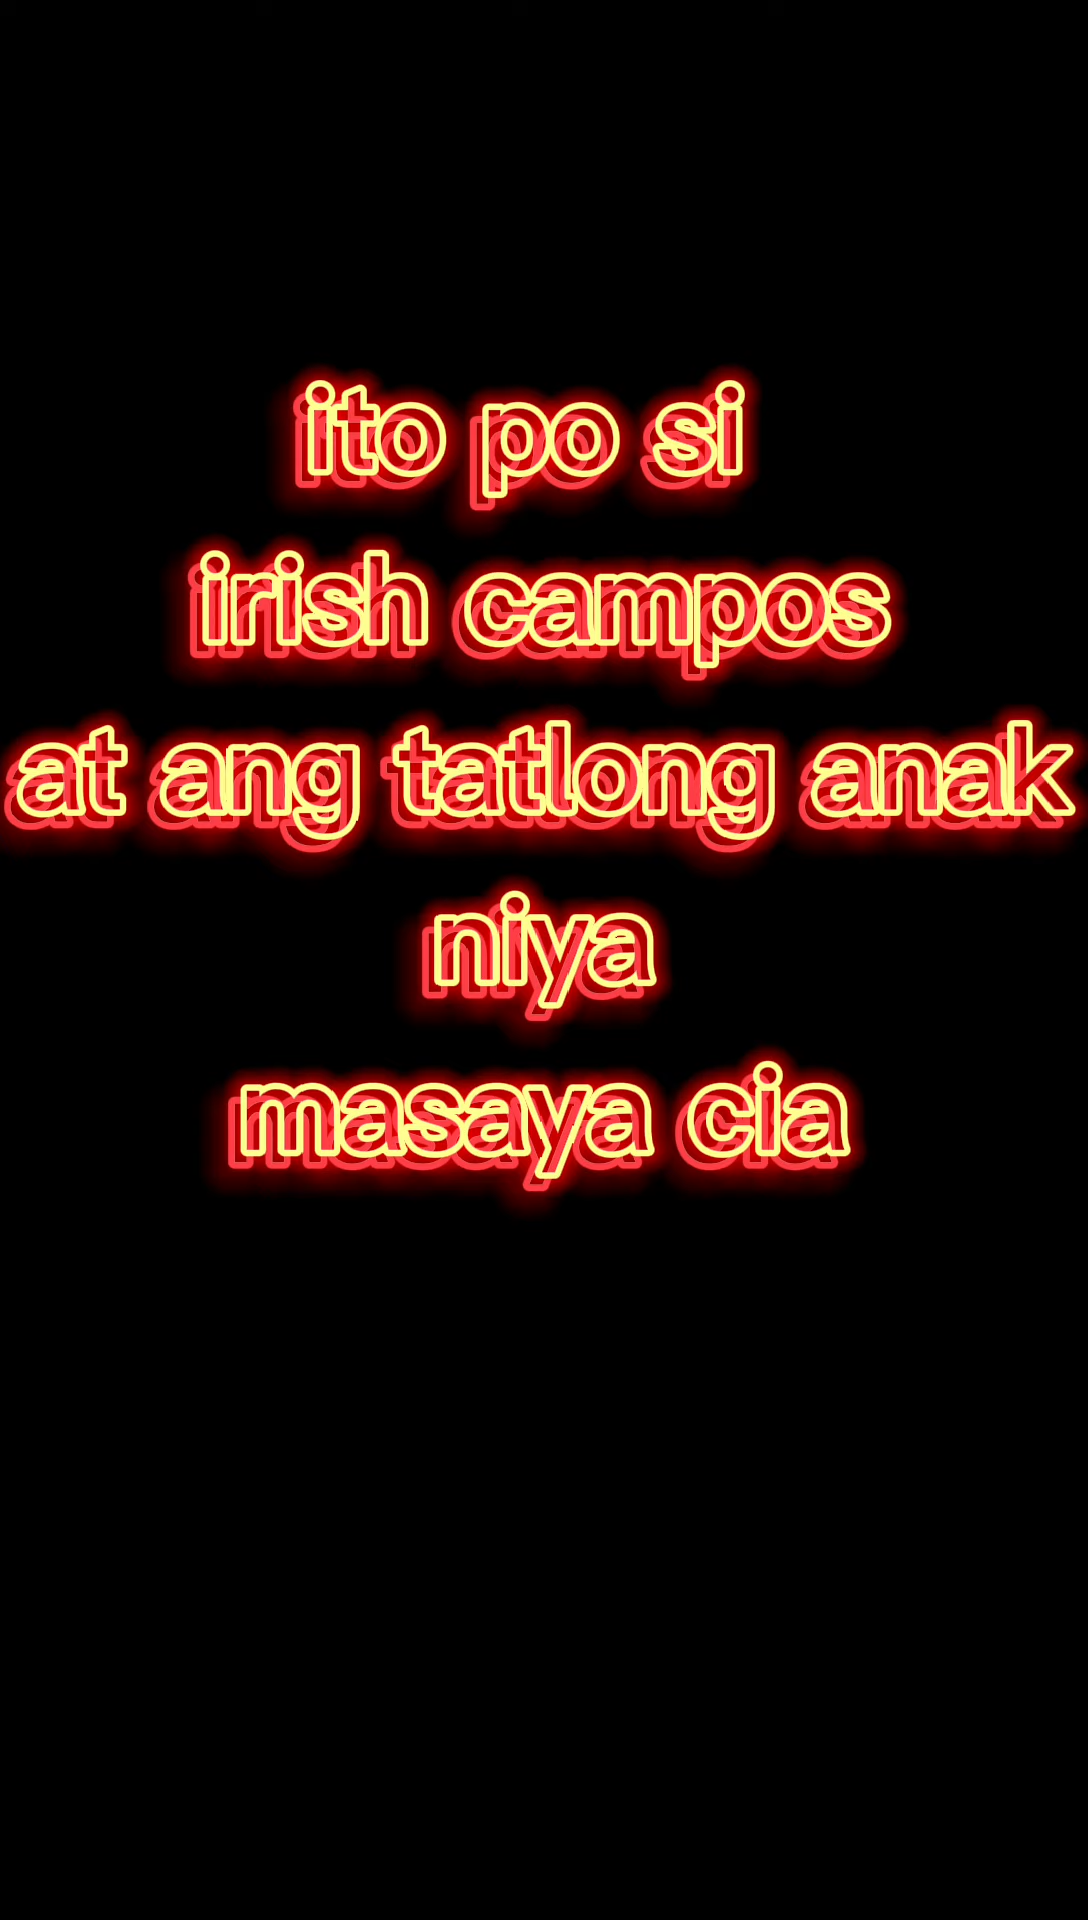 ito po si
irish campos
at ang tatlong anak
niya
masaya cia